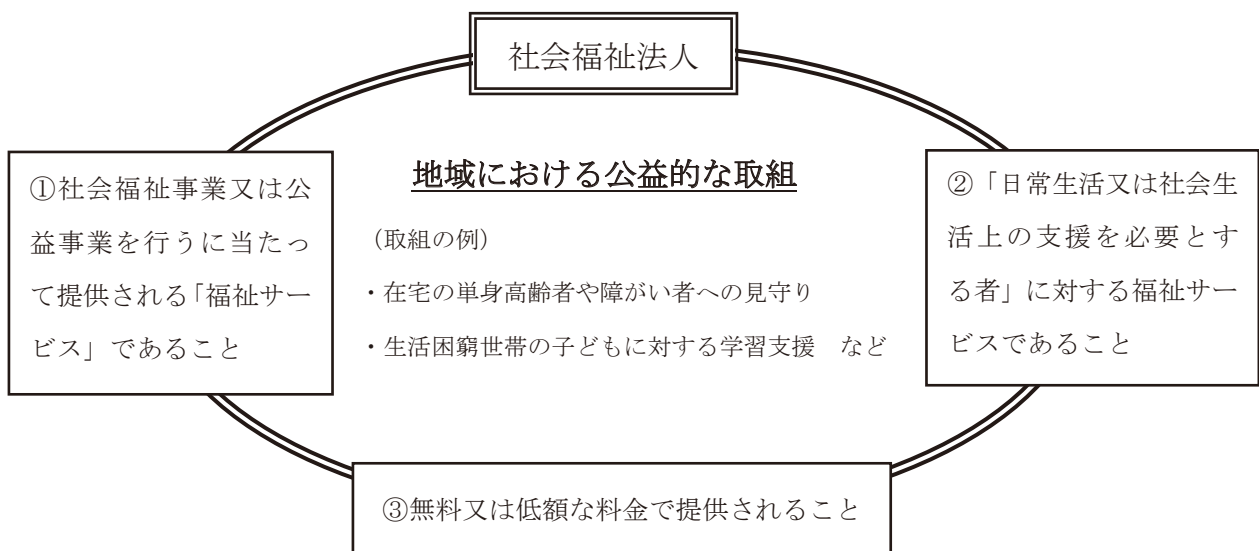 社会福祉法人
地域における公益的な取組
①社会福祉事業又は公
益事業を行うに当たっ
て提供される「福祉サー
ビス」であること
（取組の例）
・在宅の単身高齢者や障がい者への見守り
・生活困窮世帯の子どもに対する学習支援　など
②「日常生活又は社会生
活上の支援を必要とす
る者」に対する福祉サー
ビスであること
③無料又は低額な料金で提供されること